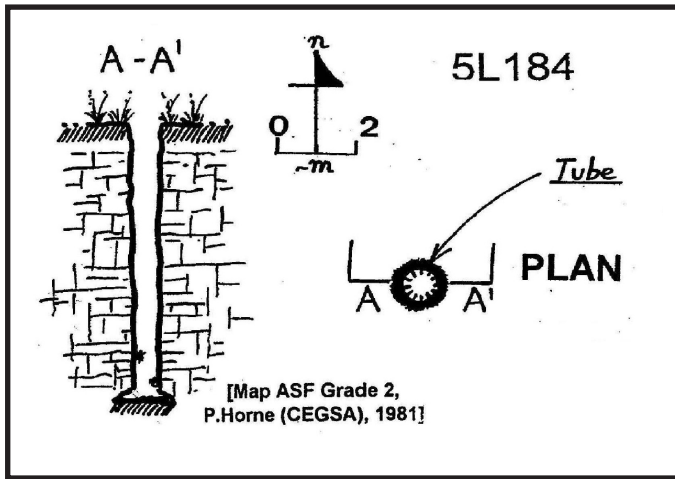 A - A'
n
5L184
0 2
~m
Tube
PLAN
A A'
[Map ASF Grade 2,
P.Horne (CEGSA), 1981]